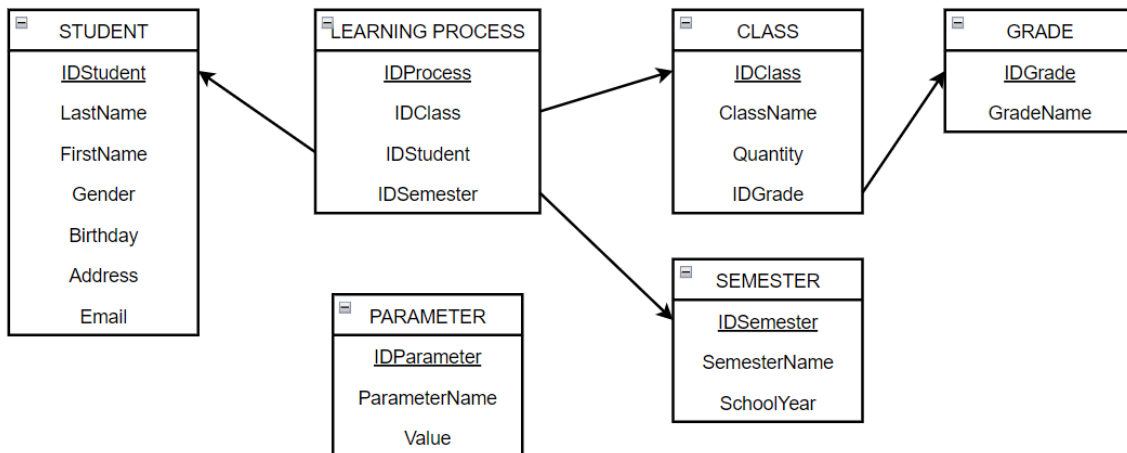 STUDENT
IDStudent
LastName
FirstName
Gender
Birthday
Address
Email
LEARNING PROCESS
IDProcess
IDClass
IDStudent
IDSemester
CLASS
IDClass
ClassName
Quantity
IDGrade
GRADE
IDGrade
GradeName
PARAMETER
IDParameter
ParameterName
Value
SEMESTER
IDSemester
SemesterName
SchoolYear